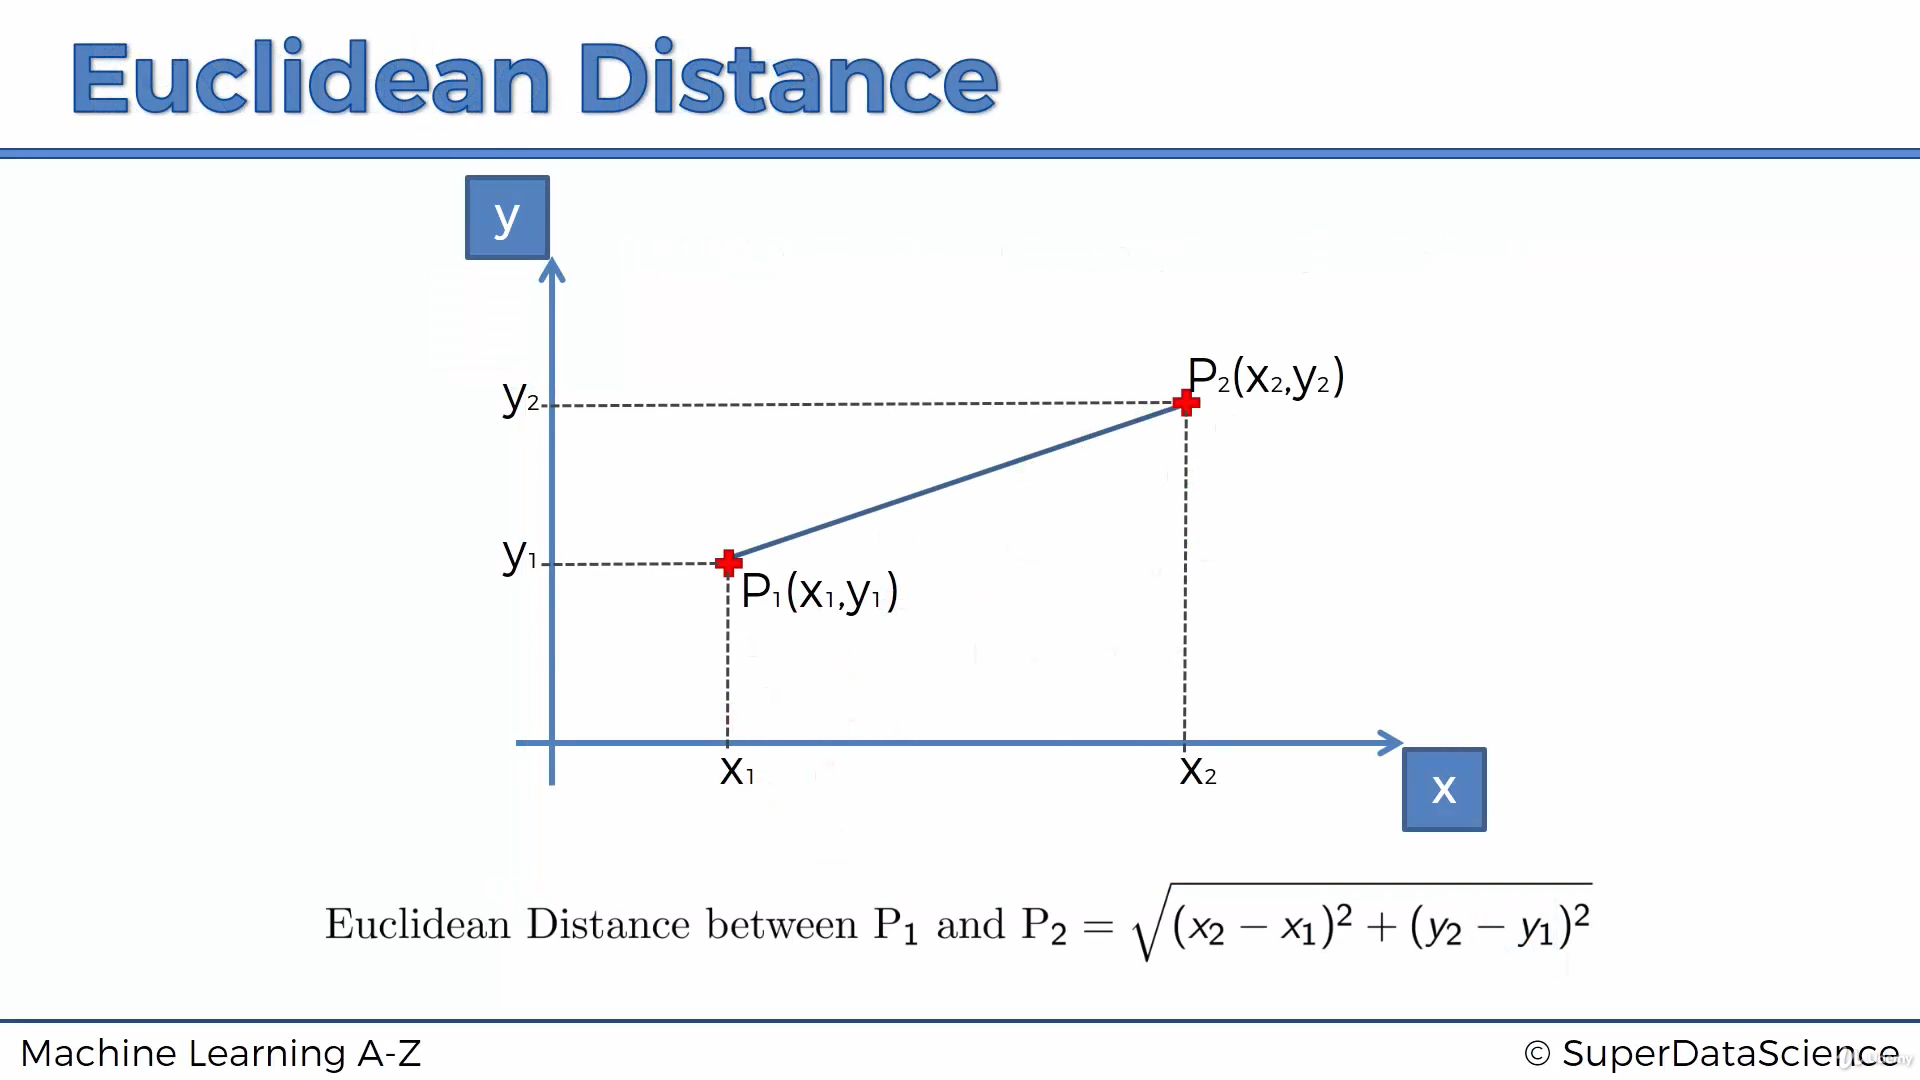 Euclidean Distance
y
P₂(x₂,y₂)
y₂
y₁
P₁(x₁,y₁)
x₁
x₂
x
Euclidean Distance between P₁ and P₂ = √(x₂ − x₁)² + (y₂ − y₁)²
Machine Learning A-Z
© SuperDataScience